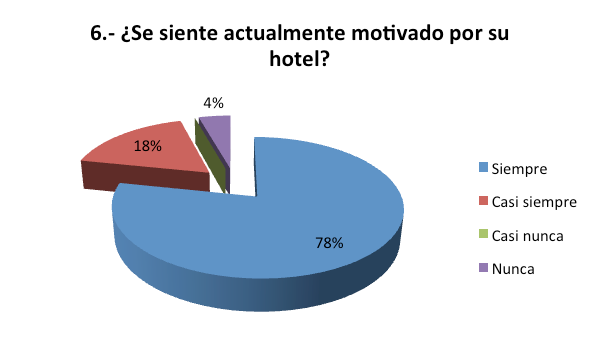 6.- ¿Se siente actualmente motivado por su
hotel?
4%
18%
78%
Siempre
Casi siempre
Casi nunca
Nunca